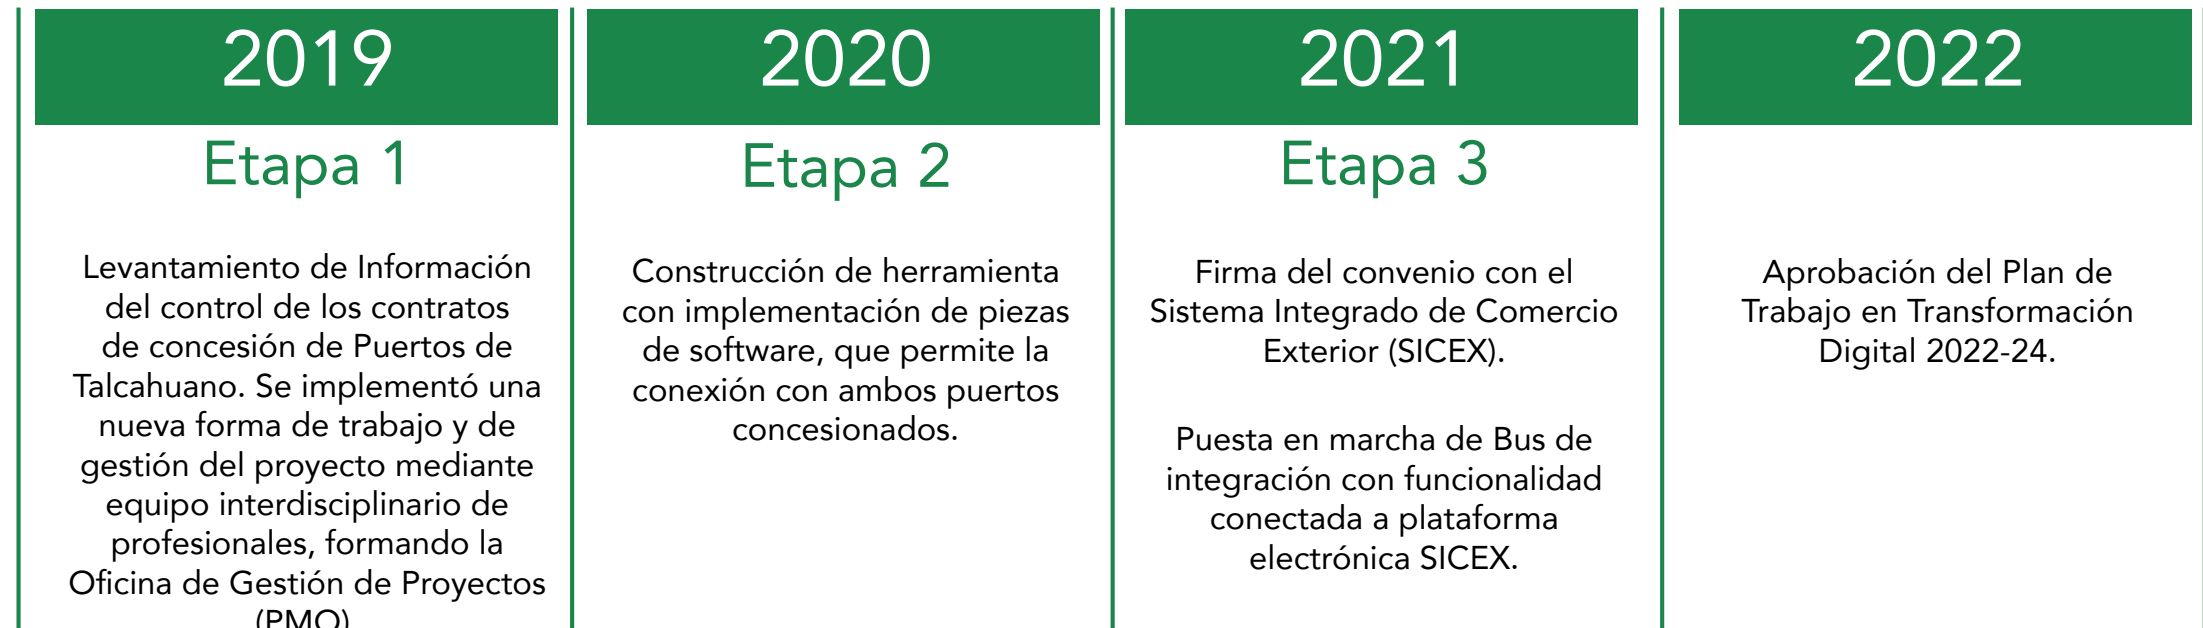 2019
Etapa 1
Levantamiento de Información
del control de los contratos
de concesión de Puertos de
Talcahuano. Se implementó una
nueva forma de trabajo y de
gestión del proyecto mediante
equipo interdisciplinario de
profesionales, formando la
Oficina de Gestión de Proyectos
(PMO)
2020
Etapa 2
Construcción de herramienta
con implementación de piezas
de software, que permite la
conexión con ambos puertos
concesionados.
2021
Etapa 3
Firma del convenio con el
Sistema Integrado de Comercio
Exterior (SICEX).
Puesta en marcha de Bus de
integración con funcionalidad
conectada a plataforma
electrónica SICEX.
2022
Aprobación del Plan de
Trabajo en Transformación
Digital 2022-24.